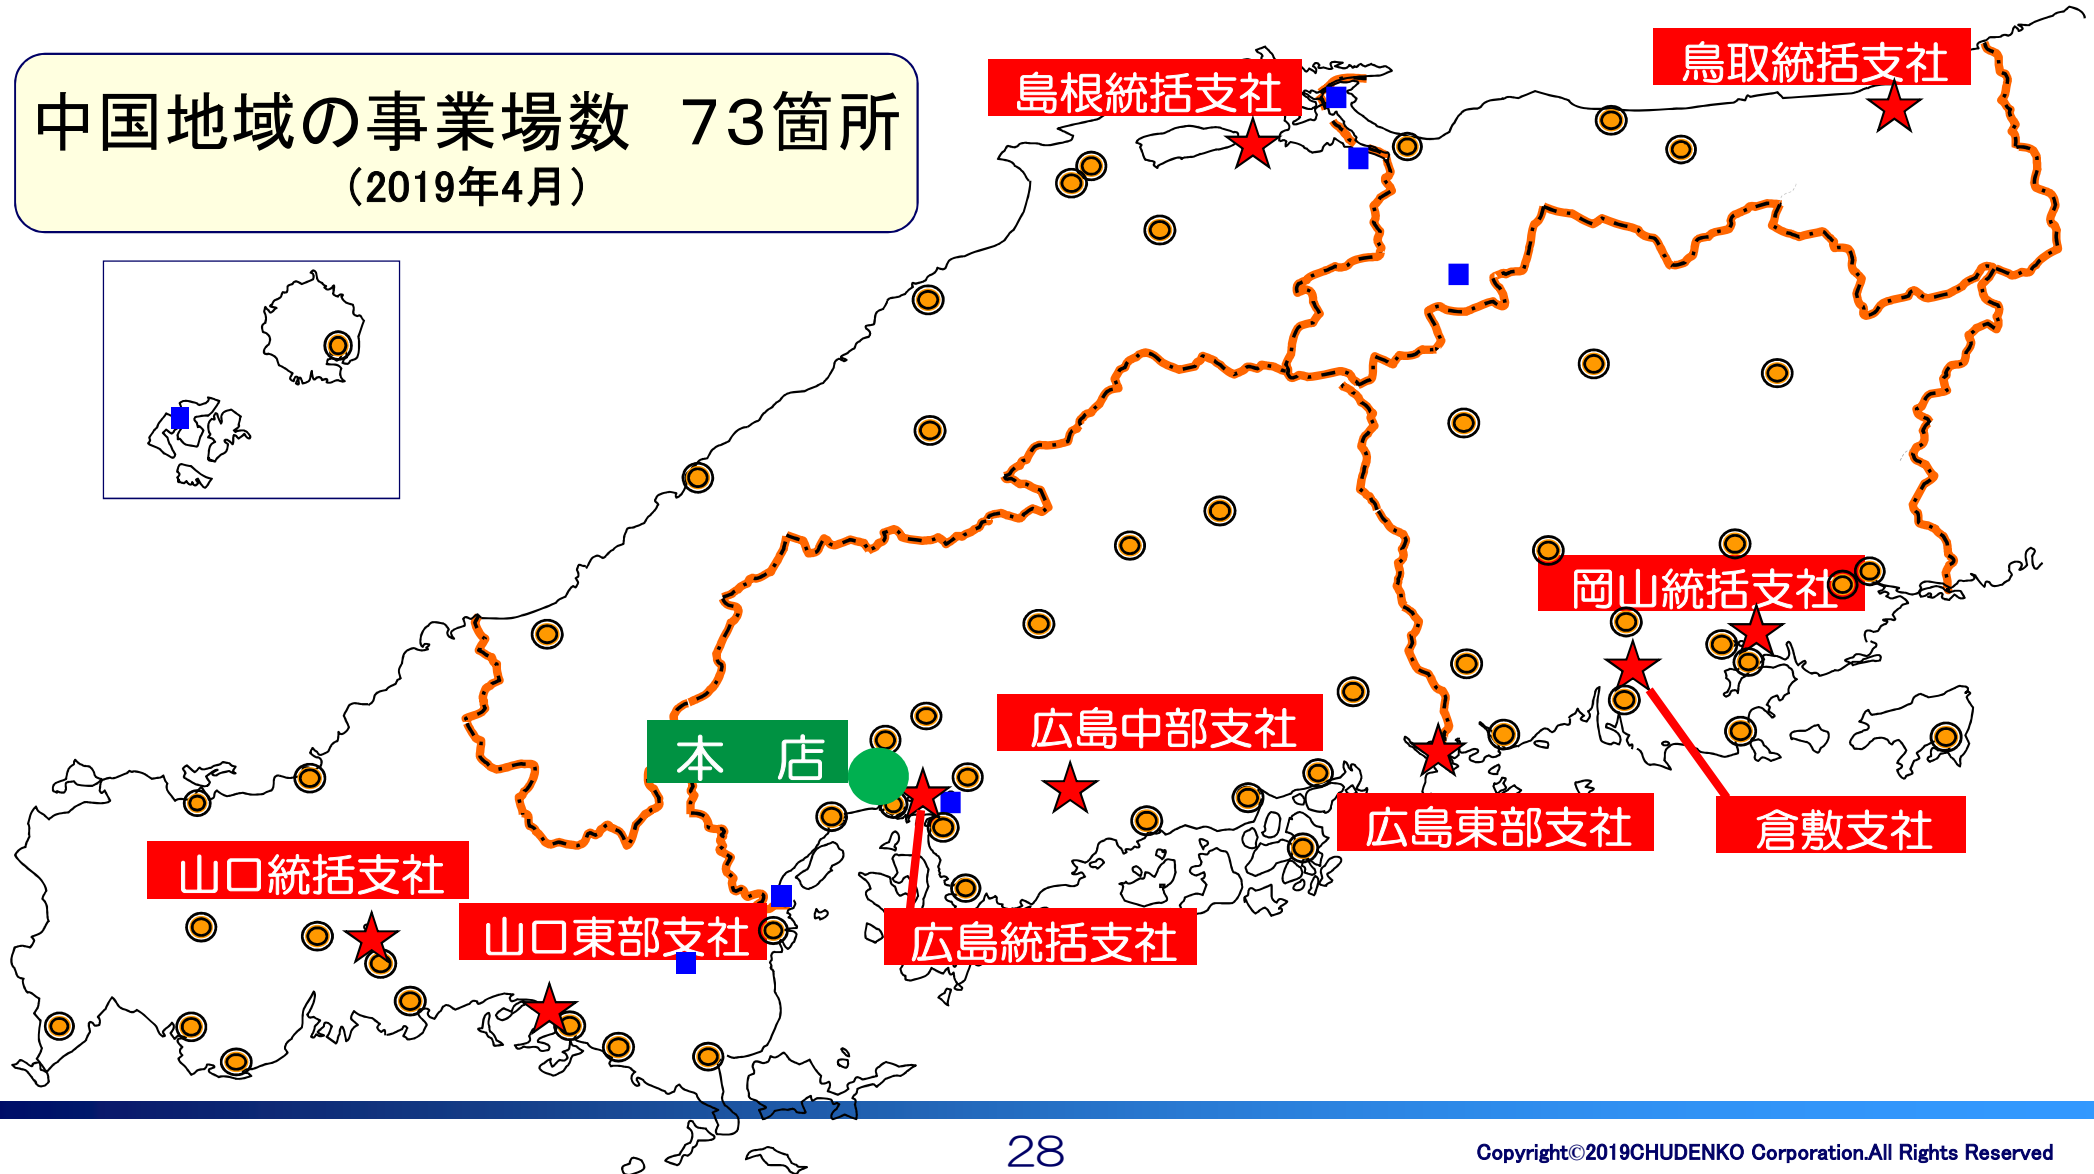 中国地域の事業場数　７３箇所
（2019年4月）
島根統括支社
鳥取統括支社
岡山統括支社
広島中部支社
本　店
広島東部支社
倉敷支社
山口統括支社
山口東部支社
広島統括支社
28
Copyright©2019CHUDENKO Corporation.All Rights Reserved